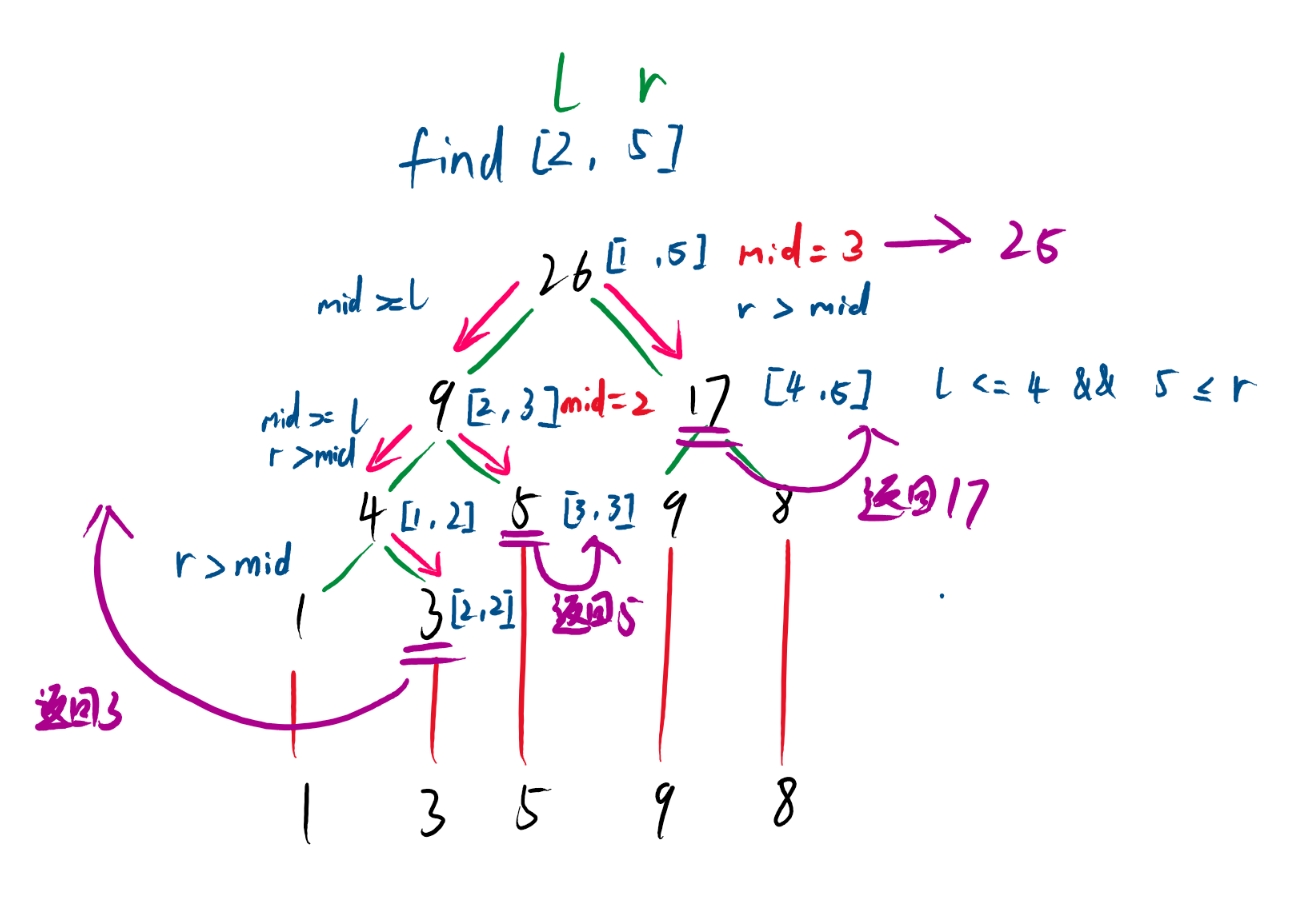 l r
find [2, 5]
26 [1, 5] mid = 3 → 25
mid >= l r > mid
9 [2, 3] mid = 2 17 [4, 5] l <= 4 && 5 ≤ r
mid >= l
r > mid
4 [1, 2] 5 [3, 3] 9 8 返回17
r > mid
1 3 [2, 2] 返回5
返回3
1 3 5 9 8